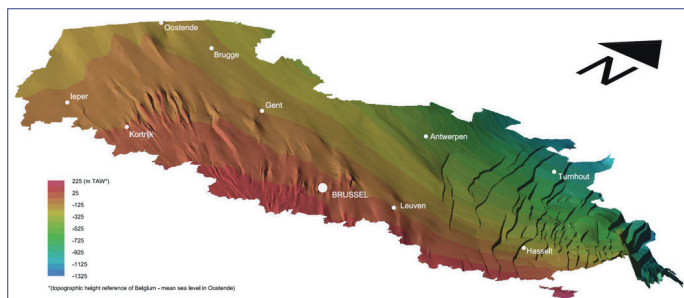 Oostende
Brugge
N
Ieper
Gent
Kortrijk
Antwerpen
Turnhout
225 (m TAW*)
25
-125
-325
-525
-725
-925
-1125
-1325
BRUSSEL
Leuven
Hasselt
*(topographic height reference of Belgium - mean sea level in Oostende)